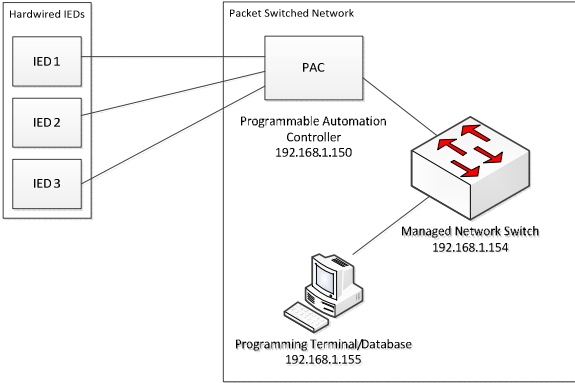 Hardwired IEDs
Packet Switched Network
IED 1
IED 2
IED 3
PAC
Programmable Automation
Controller
192.168.1.150
Managed Network Switch
192.168.1.154
Programming Terminal/Database
192.168.1.155